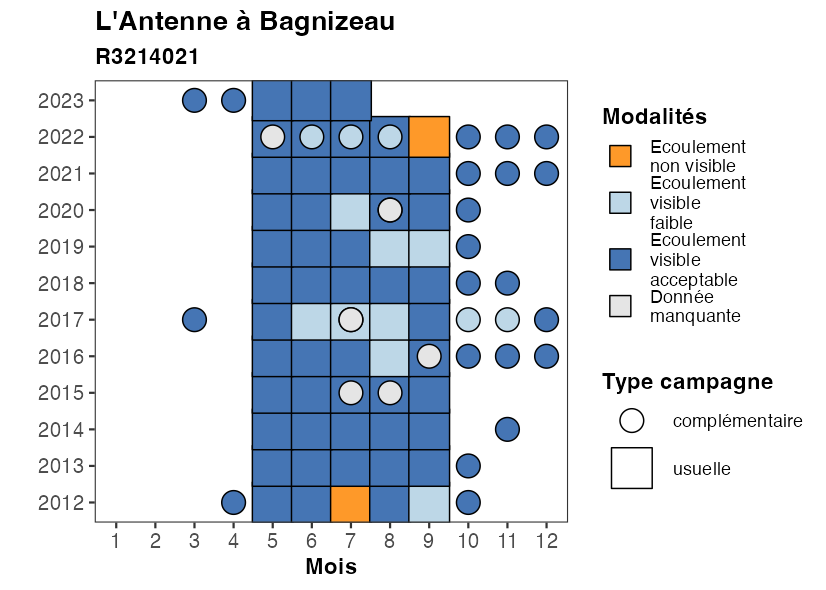 L'Antenne à Bagnizeau
R3214021
2023
2022
2021
2020
2019
2018
2017
2016
2015
2014
2013
2012
1 2 3 4 5 6 7 8 9 10 11 12
Mois
Modalités
Ecoulement
non visible
Ecoulement
visible
faible
Ecoulement
visible
acceptable
Donnée
manquante
Type campagne
complémentaire
usuelle